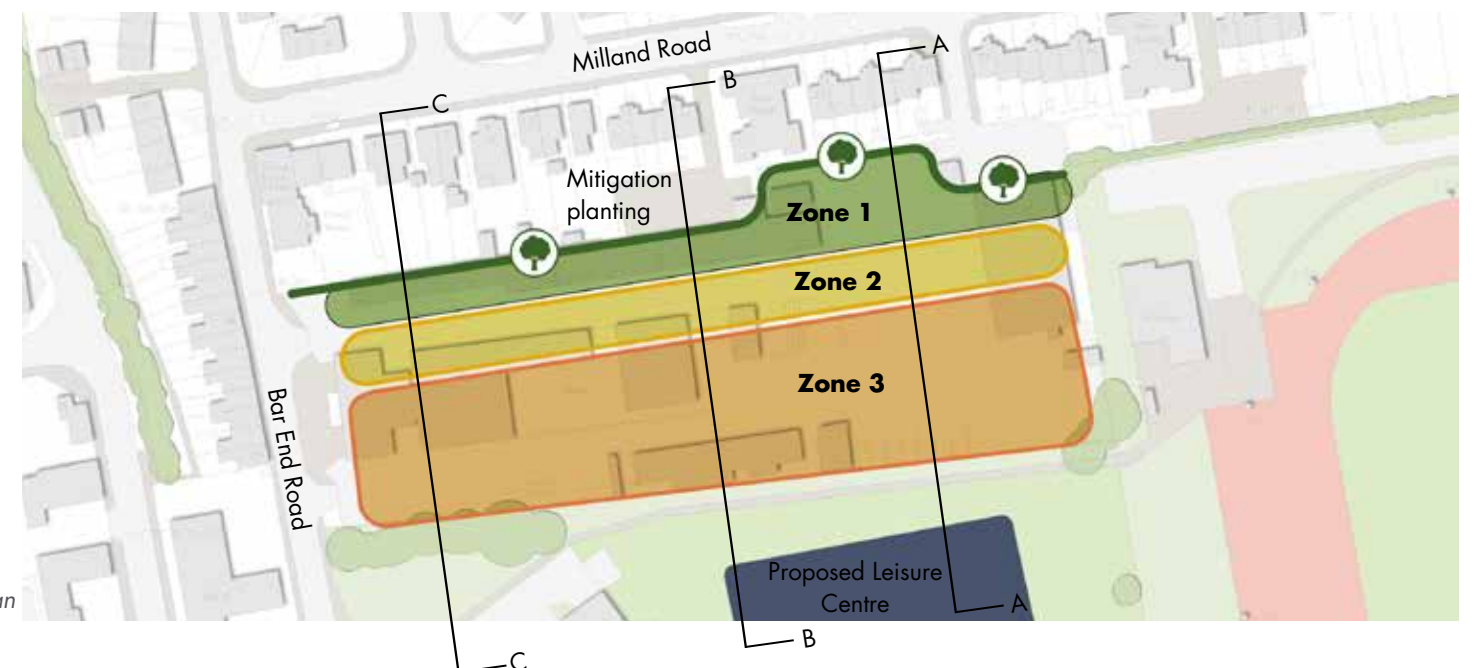 Milland Road
A
B
C
Mitigation
planting
Zone 1
Zone 2
Zone 3
Bar End Road
Proposed Leisure
Centre
A
B
C